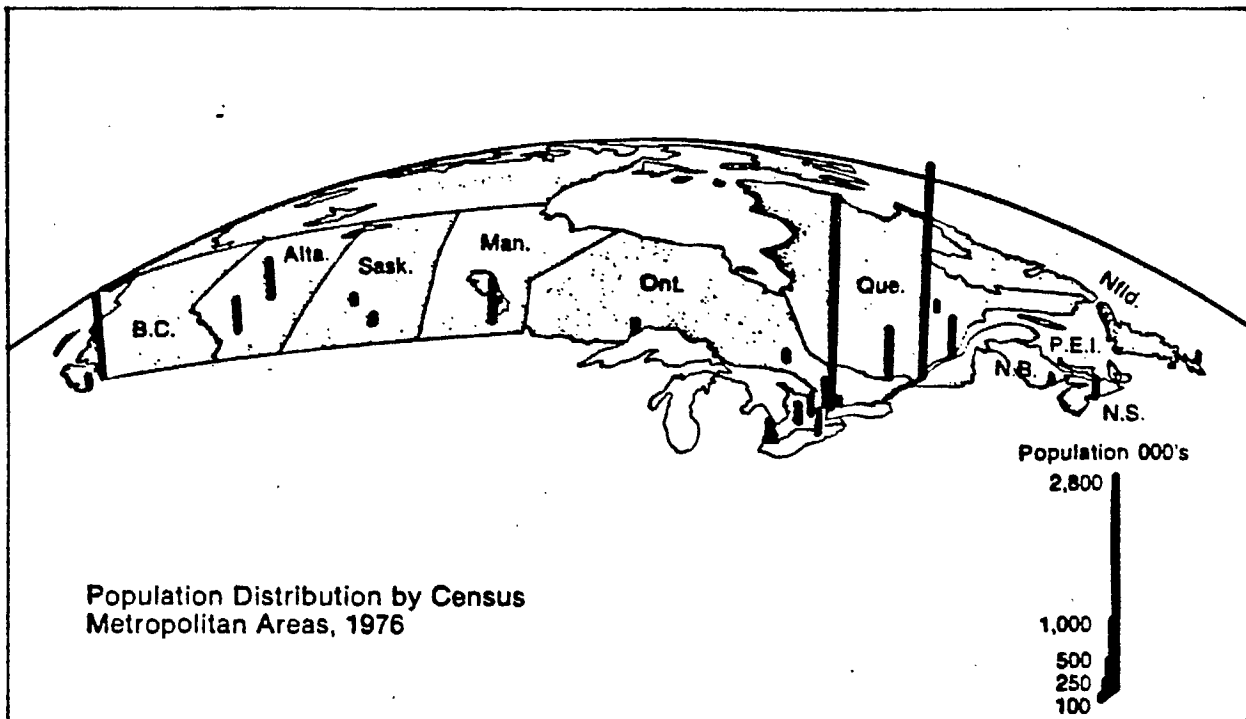 Alta.
Man.
Sask.
B.C.
Ont.
Que.
Nfld.
P.E.I.
N.B.
N.S.
Population 000's
2,800
1,000
500
250
100
Population Distribution by Census
Metropolitan Areas, 1976